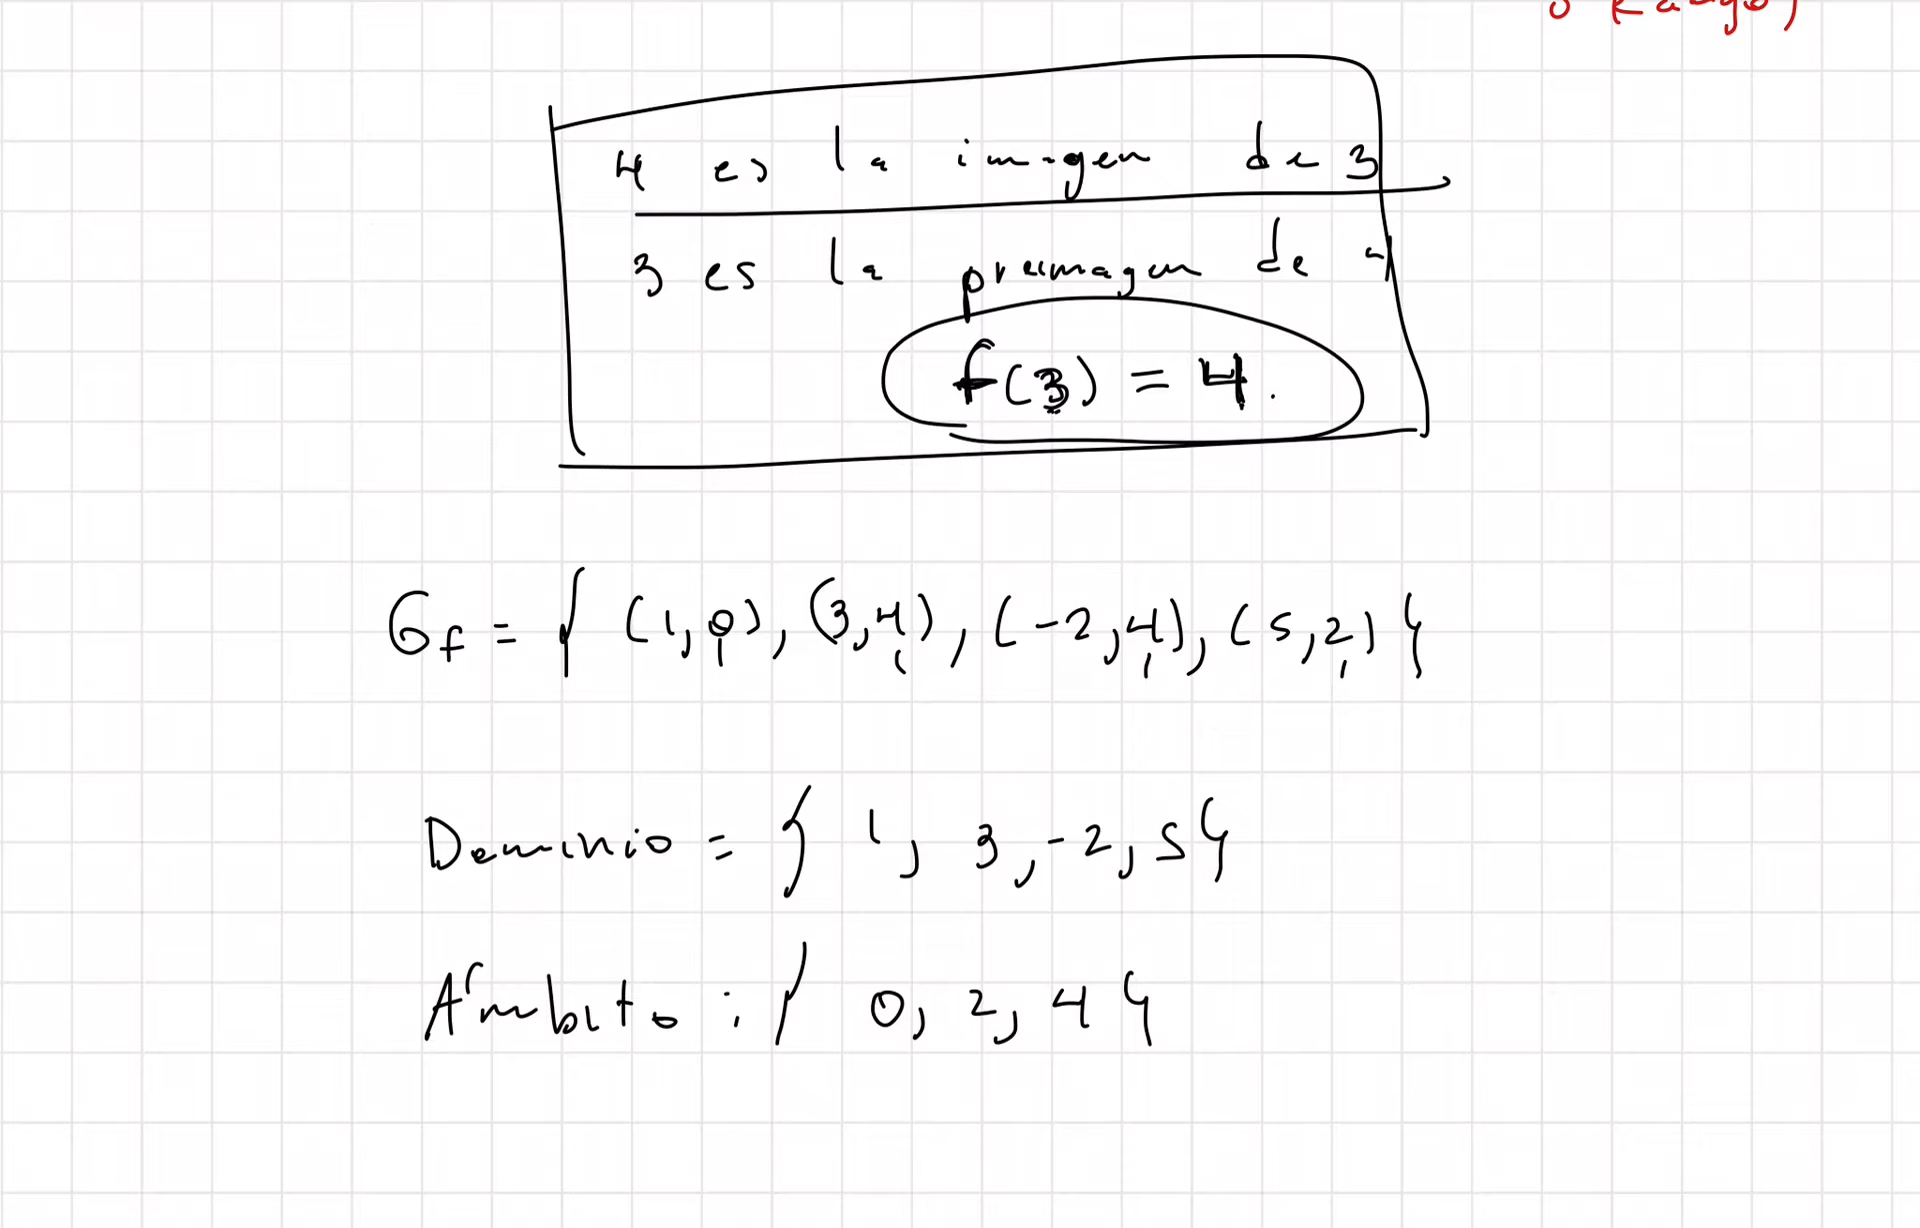 o Rango)
4 es la imagen de 3
3 es la preimagen de 4
f(3) = 4.
Gf = { (1,0), (3,4), (-2,4), (5,2) }
Dominio = { 1, 3, -2, 5 }
Ámbito : { 0, 2, 4 }